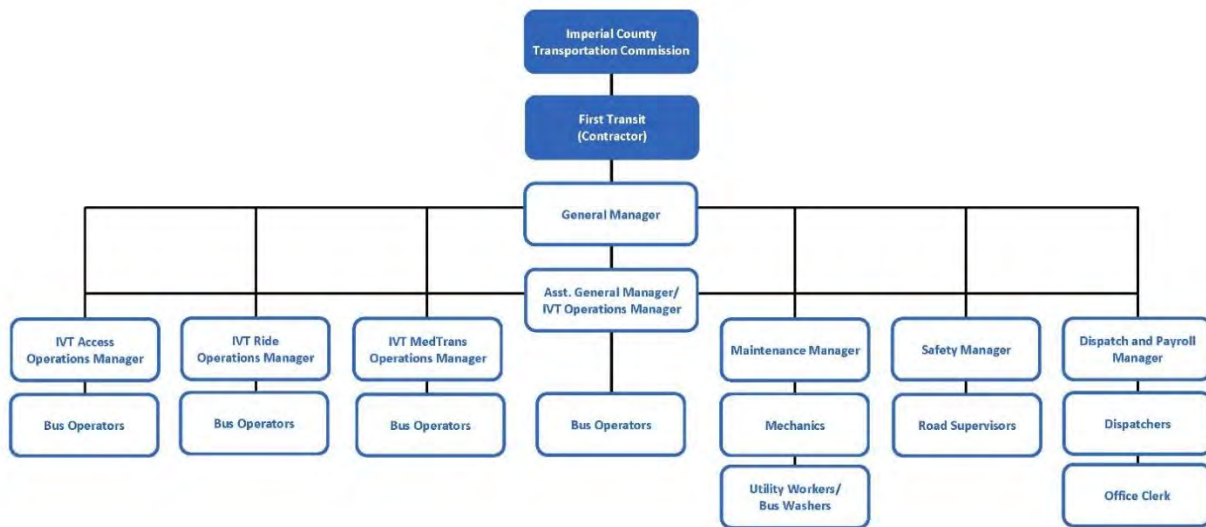 Imperial County
Transportation Commission
First Transit
(Contractor)
General Manager
Asst. General Manager/
IVT Operations Manager
IVT Access
Operations Manager
IVT Ride
Operations Manager
IVT MedTrans
Operations Manager
Maintenance Manager
Safety Manager
Dispatch and Payroll
Manager
Bus Operators
Bus Operators
Bus Operators
Bus Operators
Mechanics
Road Supervisors
Dispatchers
Utility Workers/
Bus Washers
Office Clerk